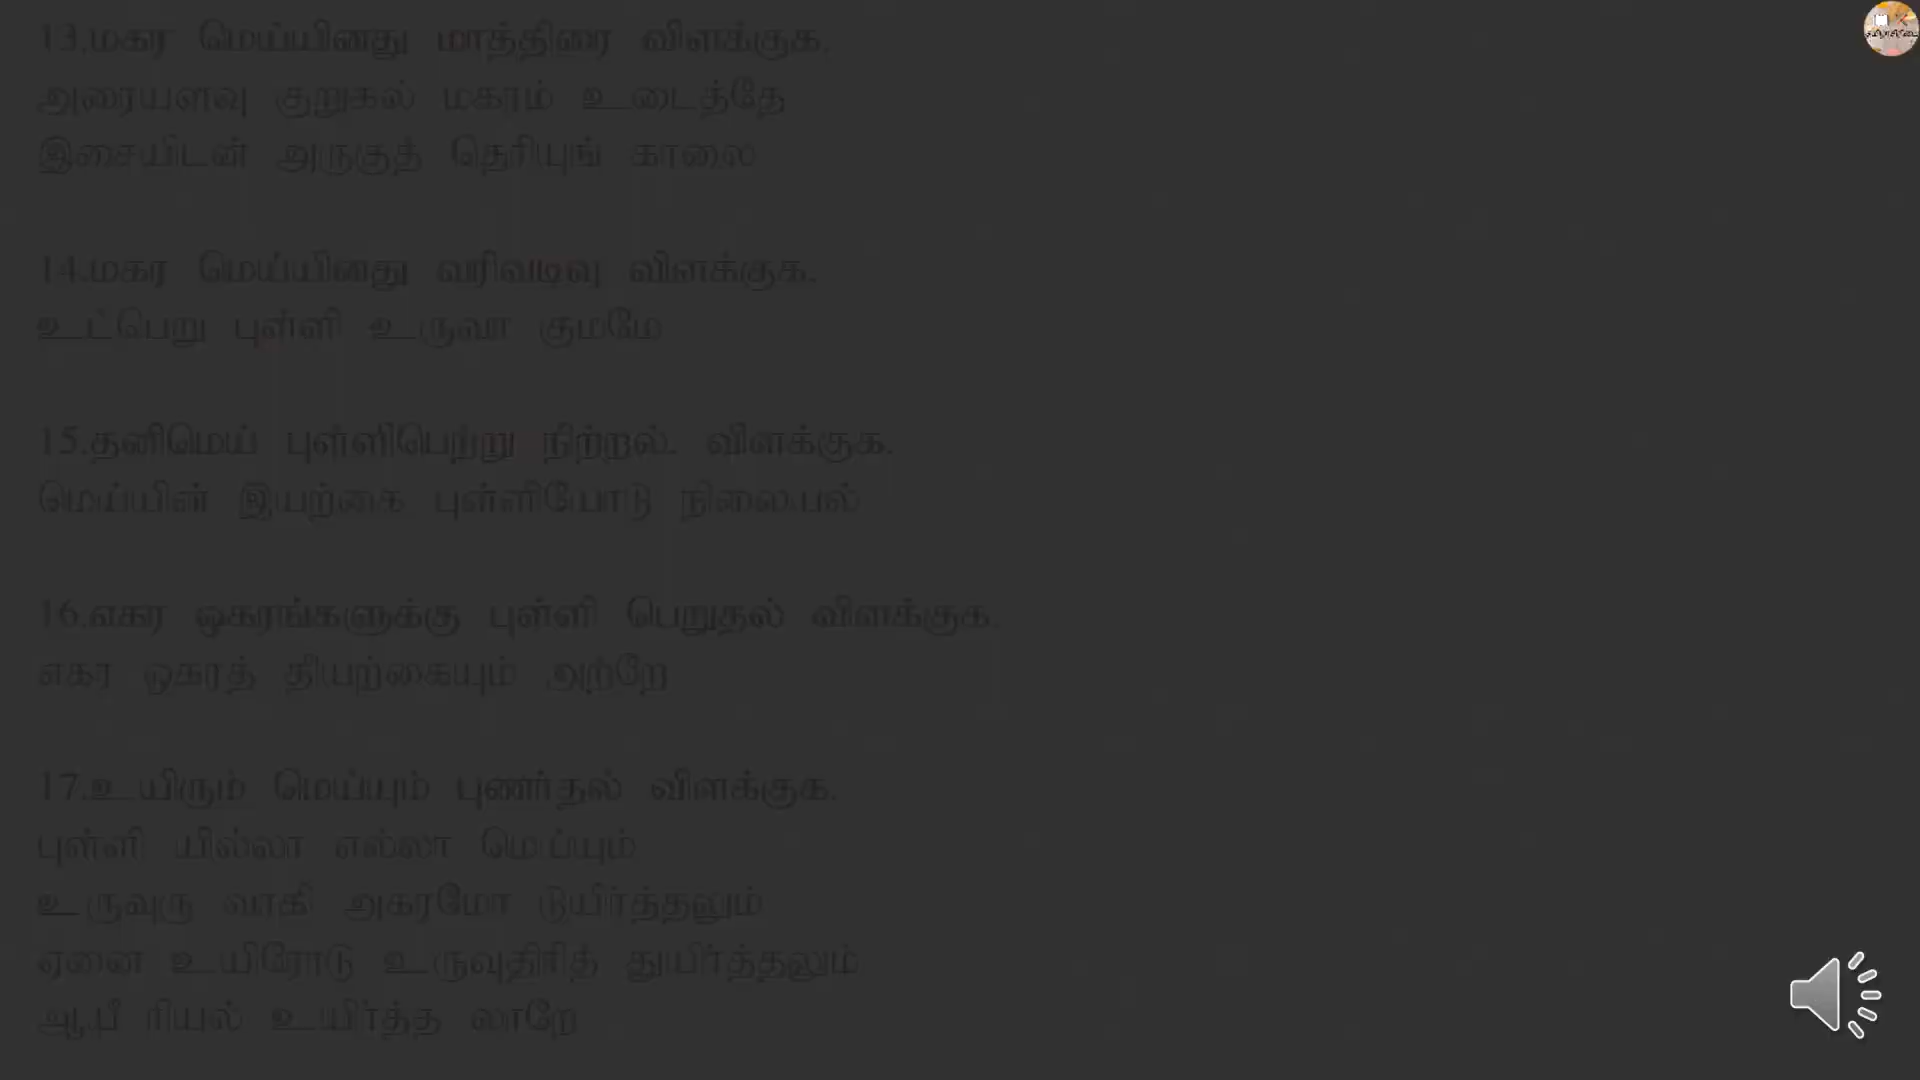 13.மகர மெய்யினது மாத்திரை விளக்குக.
அரையளவு குறுகல் மகரம் உடைத்தே
இசையிடன் அருகுத் தெரியுங் காலை
14.மகர மெய்யினது வரிவடிவு விளக்குக.
உட்பெறு புள்ளி உருவா குமமே
15.தனிமெய் புள்ளிபெற்று நிற்றல். விளக்குக.
மெய்யின் இயற்கை புள்ளியோடு நிலையல்
16.எகர ஒகரங்களுக்கு புள்ளி பெறுதல் விளக்குக.
எகர ஒகரத் தியற்கையும் அற்றே
17.உயிரும் மெய்யும் புணர்தல் விளக்குக.
புள்ளி யில்லா எல்லா மெய்யும்
உருவுரு வாகி அகரமோ டுயிர்த்தலும்
ஏனை உயிரோடு உருவுதிரித் துயிர்த்தலும்
ஆயீ ரியல் உயிர்த்த லாறே